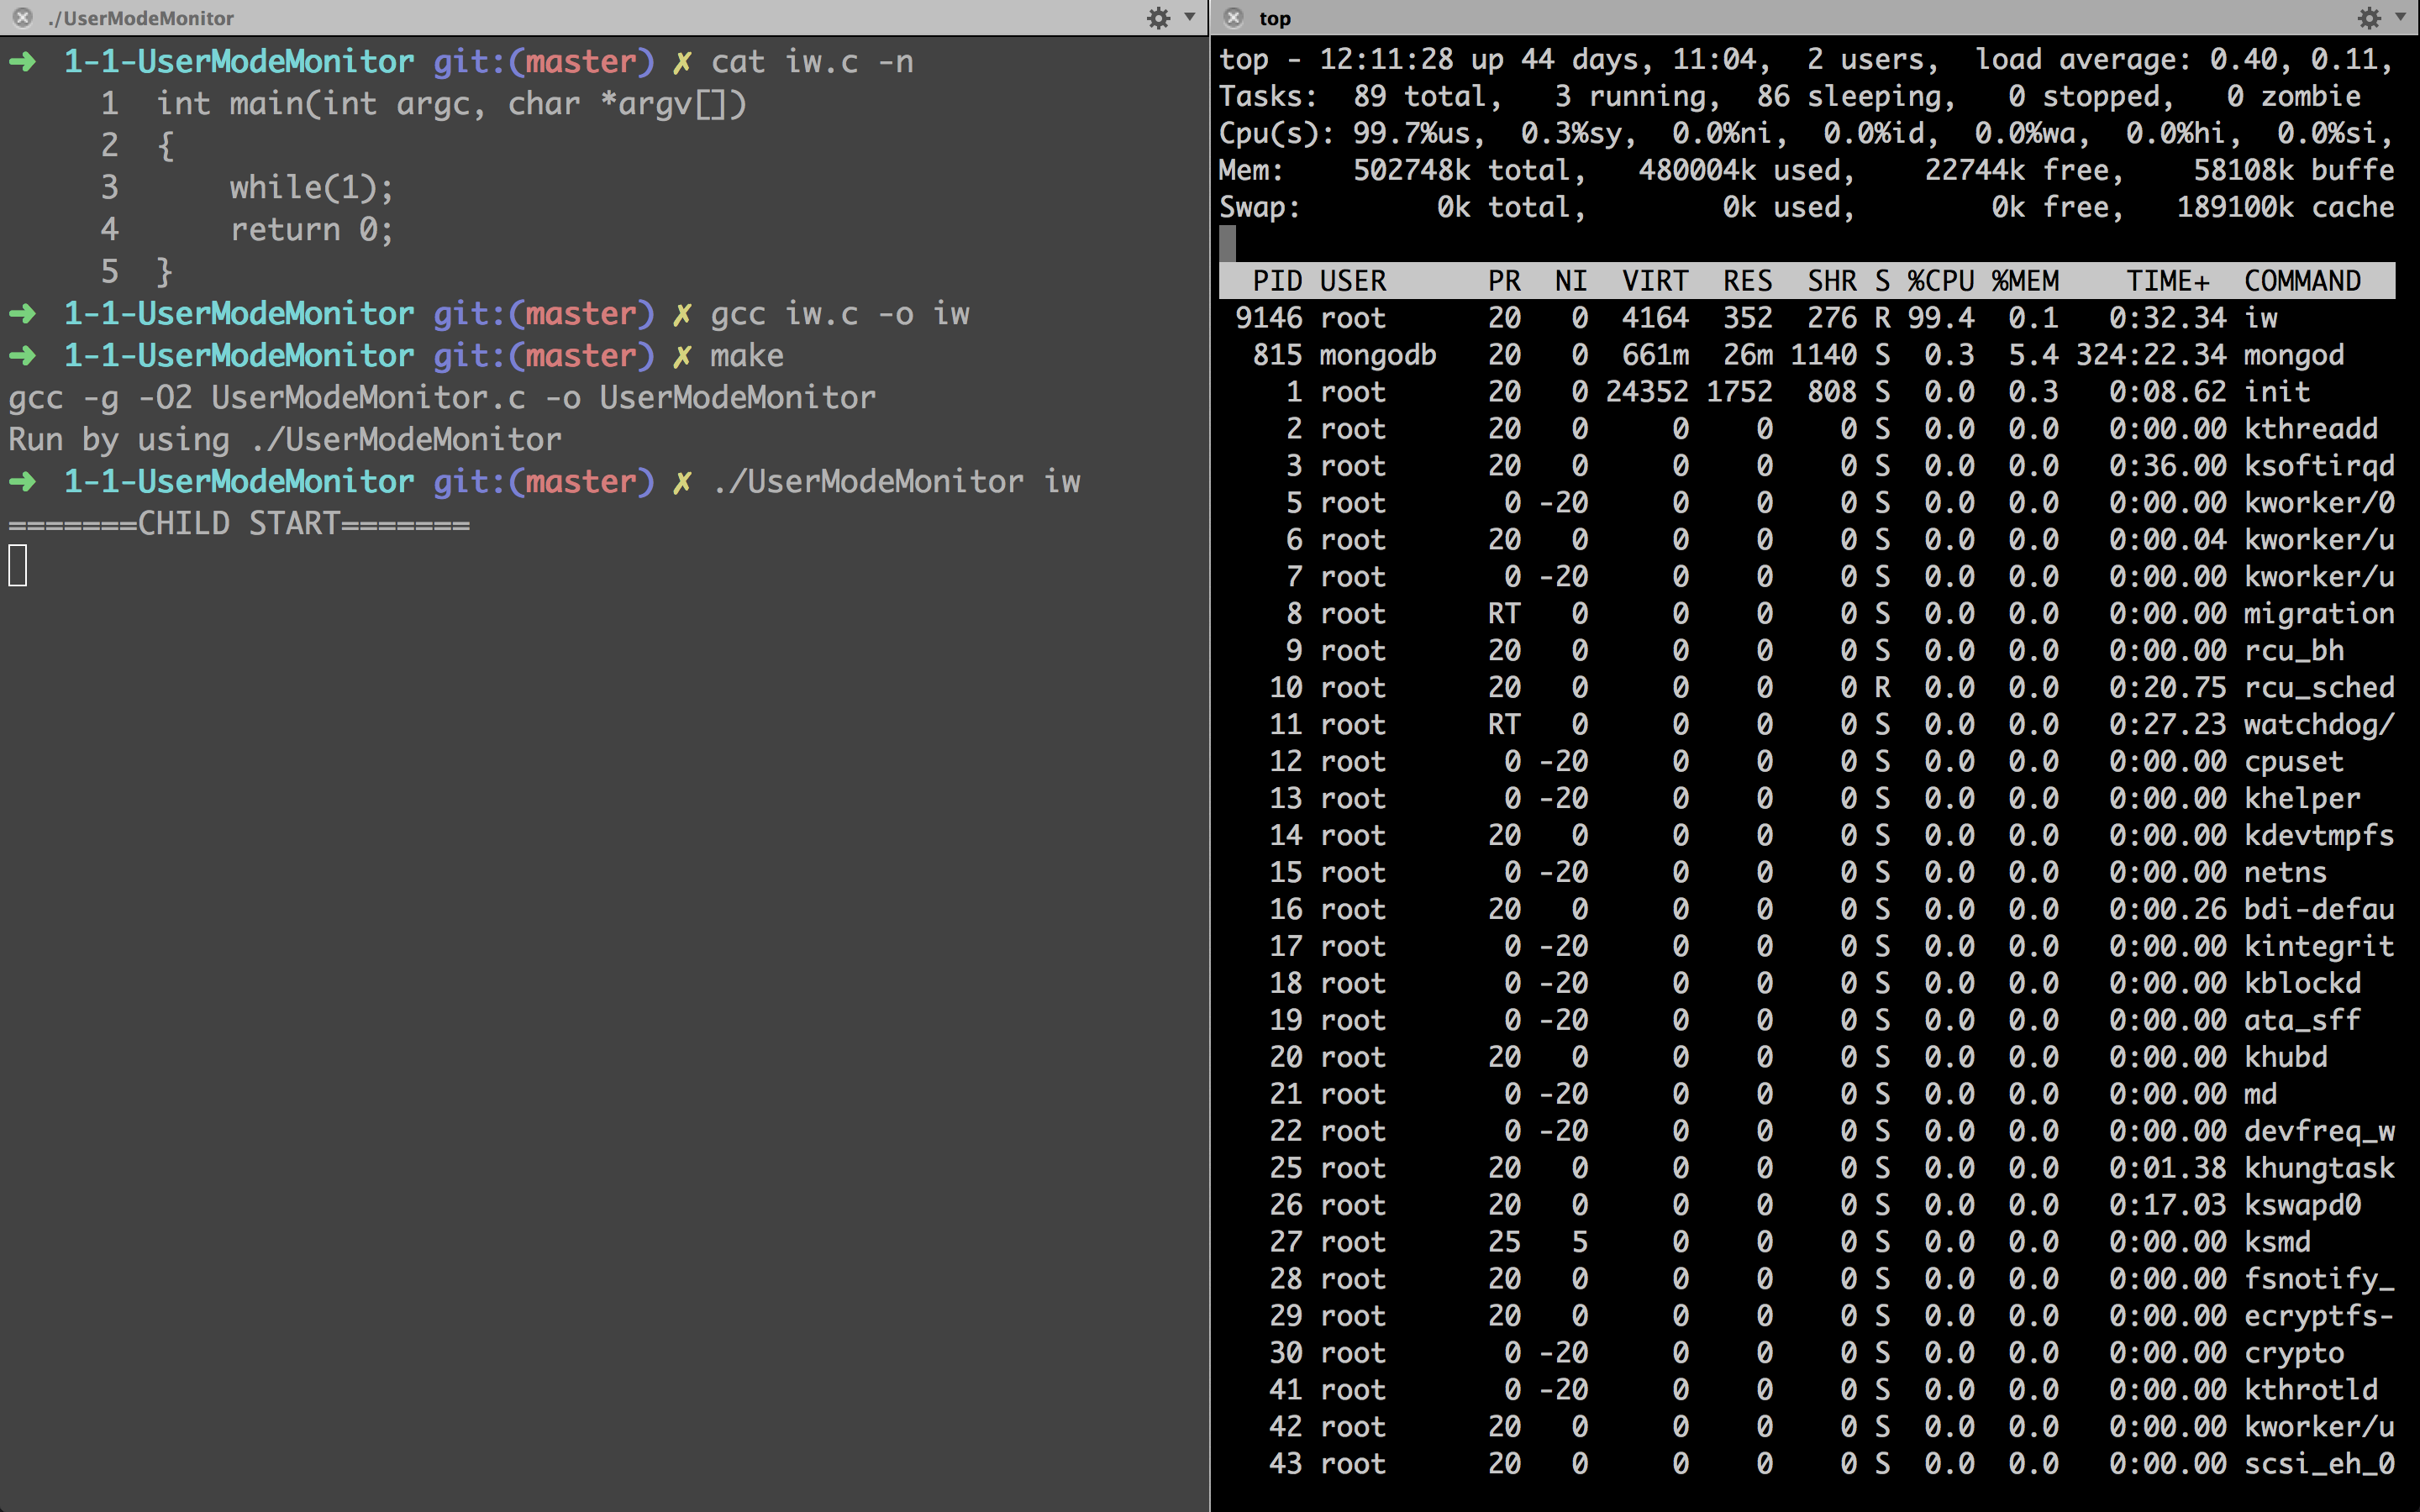 ./UserModeMonitor
➜  1-1-UserModeMonitor git:(master) ✗ cat iw.c -n
     1  int main(int argc, char *argv[])
     2  {
     3      while(1);
     4      return 0;
     5  }
➜  1-1-UserModeMonitor git:(master) ✗ gcc iw.c -o iw
➜  1-1-UserModeMonitor git:(master) ✗ make
gcc -g -O2 UserModeMonitor.c -o UserModeMonitor
Run by using ./UserModeMonitor
➜  1-1-UserModeMonitor git:(master) ✗ ./UserModeMonitor iw
=======CHILD START=======
top
top - 12:11:28 up 44 days, 11:04,  2 users,  load average: 0.40, 0.11,
Tasks:  89 total,   3 running,  86 sleeping,   0 stopped,   0 zombie
Cpu(s): 99.7%us,  0.3%sy,  0.0%ni,  0.0%id,  0.0%wa,  0.0%hi,  0.0%si,
Mem:    502748k total,   480004k used,    22744k free,    58108k buffe
Swap:        0k total,        0k used,        0k free,   189100k cache
  PID USER      PR  NI  VIRT  RES  SHR S %CPU %MEM    TIME+  COMMAND
 9146 root      20   0  4164  352  276 R 99.4  0.1   0:32.34 iw
  815 mongodb   20   0  661m  26m 1140 S  0.3  5.4 324:22.34 mongod
    1 root      20   0 24352 1752  808 S  0.0  0.3   0:08.62 init
    2 root      20   0     0    0    0 S  0.0  0.0   0:00.00 kthreadd
    3 root      20   0     0    0    0 S  0.0  0.0   0:36.00 ksoftirqd
    5 root       0 -20     0    0    0 S  0.0  0.0   0:00.00 kworker/0
    6 root      20   0     0    0    0 S  0.0  0.0   0:00.04 kworker/u
    7 root       0 -20     0    0    0 S  0.0  0.0   0:00.00 kworker/u
    8 root      RT   0     0    0    0 S  0.0  0.0   0:00.00 migration
    9 root      20   0     0    0    0 S  0.0  0.0   0:00.00 rcu_bh
   10 root      20   0     0    0    0 R  0.0  0.0   0:20.75 rcu_sched
   11 root      RT   0     0    0    0 S  0.0  0.0   0:27.23 watchdog/
   12 root       0 -20     0    0    0 S  0.0  0.0   0:00.00 cpuset
   13 root       0 -20     0    0    0 S  0.0  0.0   0:00.00 khelper
   14 root      20   0     0    0    0 S  0.0  0.0   0:00.00 kdevtmpfs
   15 root       0 -20     0    0    0 S  0.0  0.0   0:00.00 netns
   16 root      20   0     0    0    0 S  0.0  0.0   0:00.26 bdi-defau
   17 root       0 -20     0    0    0 S  0.0  0.0   0:00.00 kintegrit
   18 root       0 -20     0    0    0 S  0.0  0.0   0:00.00 kblockd
   19 root       0 -20     0    0    0 S  0.0  0.0   0:00.00 ata_sff
   20 root      20   0     0    0    0 S  0.0  0.0   0:00.00 khubd
   21 root       0 -20     0    0    0 S  0.0  0.0   0:00.00 md
   22 root       0 -20     0    0    0 S  0.0  0.0   0:00.00 devfreq_w
   25 root      20   0     0    0    0 S  0.0  0.0   0:01.38 khungtask
   26 root      20   0     0    0    0 S  0.0  0.0   0:17.03 kswapd0
   27 root      25   5     0    0    0 S  0.0  0.0   0:00.00 ksmd
   28 root      20   0     0    0    0 S  0.0  0.0   0:00.00 fsnotify_
   29 root      20   0     0    0    0 S  0.0  0.0   0:00.00 ecryptfs-
   30 root       0 -20     0    0    0 S  0.0  0.0   0:00.00 crypto
   41 root       0 -20     0    0    0 S  0.0  0.0   0:00.00 kthrotld
   42 root      20   0     0    0    0 S  0.0  0.0   0:00.00 kworker/u
   43 root      20   0     0    0    0 S  0.0  0.0   0:00.00 scsi_eh_0